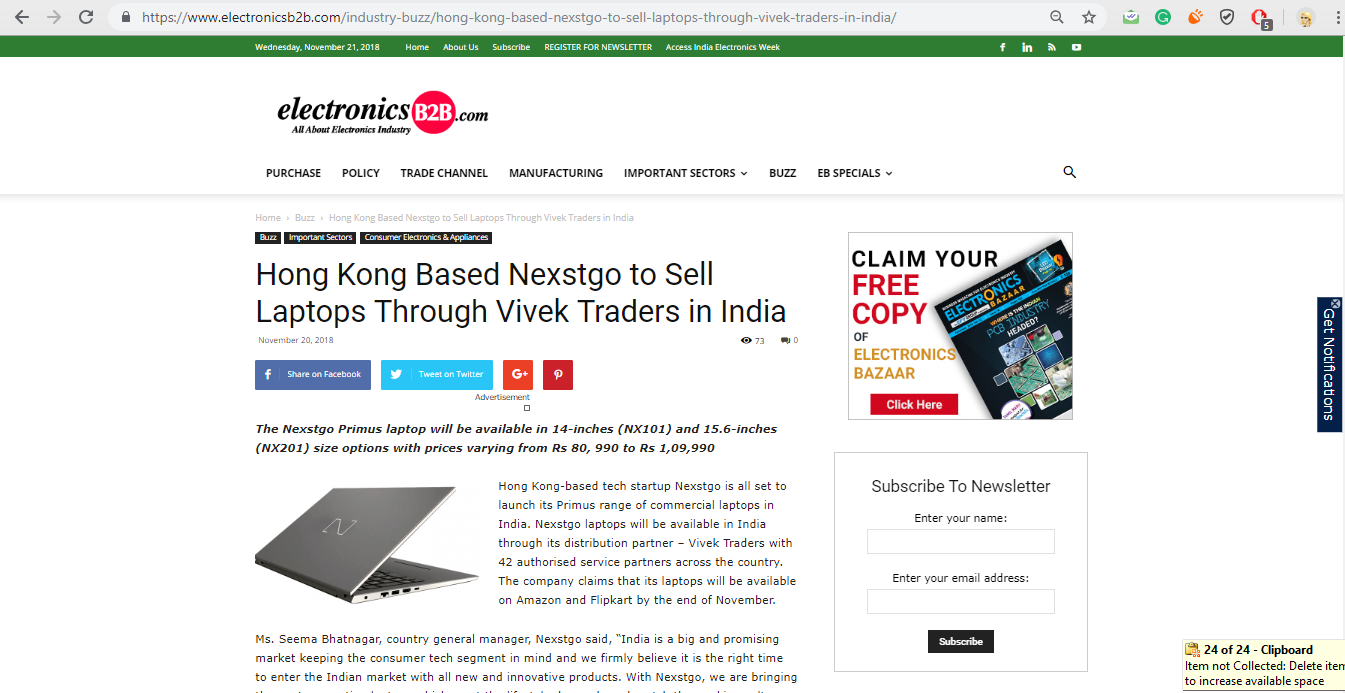 https://www.electronicsb2b.com/industry-buzz/hong-kong-based-nexstgo-to-sell-laptops-through-vivek-traders-in-india/
5
Wednesday, November 21, 2018 Home About Us Subscribe REGISTER FOR NEWSLETTER Access India Electronics Week
electronics B2B .com
All About Electronics Industry
PURCHASE POLICY TRADE CHANNEL MANUFACTURING IMPORTANT SECTORS BUZZ EB SPECIALS
Home › Buzz › Hong Kong Based Nexstgo to Sell Laptops Through Vivek Traders in India
Buzz Important Sectors Consumer Electronics & Appliances
Hong Kong Based Nexstgo to Sell
Laptops Through Vivek Traders in India
November 20, 2018 73 0
Share on Facebook Tweet on Twitter G+
Advertisement
The Nexstgo Primus laptop will be available in 14-inches (NX101) and 15.6-inches
(NX201) size options with prices varying from Rs 80, 990 to Rs 1,09,990
N
Hong Kong-based tech startup Nexstgo is all set to
launch its Primus range of commercial laptops in
India. Nexstgo laptops will be available in India
through its distribution partner – Vivek Traders with
42 authorised service partners across the country.
The company claims that its laptops will be available
on Amazon and Flipkart by the end of November.
Ms. Seema Bhatnagar, country general manager, Nexstgo said, “India is a big and promising
market keeping the consumer tech segment in mind and we firmly believe it is the right time
to enter the Indian market with all new and innovative products. With Nexstgo, we are bringing
CLAIM YOUR
FREE
COPY
OF
ELECTRONICS
BAZAAR
Click Here
ELECTRONICS
BAZAAR
WHERE IS THE INDIAN
PCB INDUSTRY
HEADED?
Subscribe To Newsletter
Enter your name:
Enter your email address:
Subscribe
Get Notifications
24 of 24 - Clipboard
Item not Collected: Delete item
to increase available space